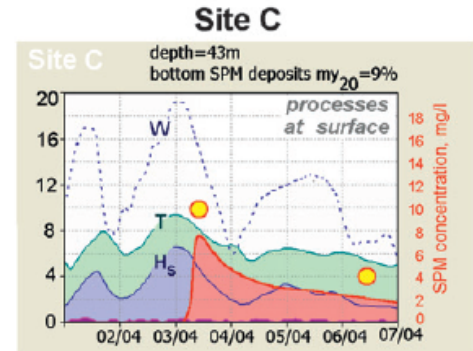 Site C
Site C
depth=43m
bottom SPM deposits my20=9%
processes
at surface
20
16
12
8
4
0
W
T
Hs
18
16
14
12
10
8
6
4
2
0
SPM concentration, mg/l
02/04
03/04
04/04
05/04
06/04
07/04